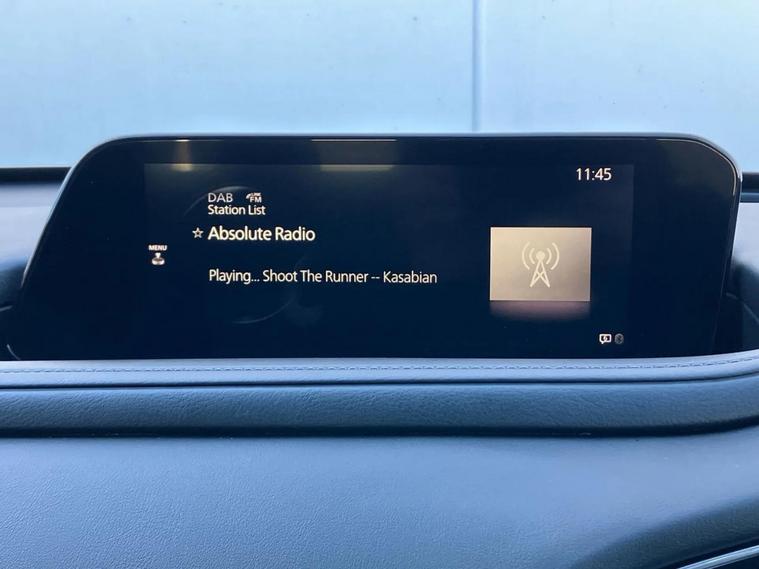 11:45
DAB FM
Station List
☆ Absolute Radio
MENU
Playing... Shoot The Runner -- Kasabian